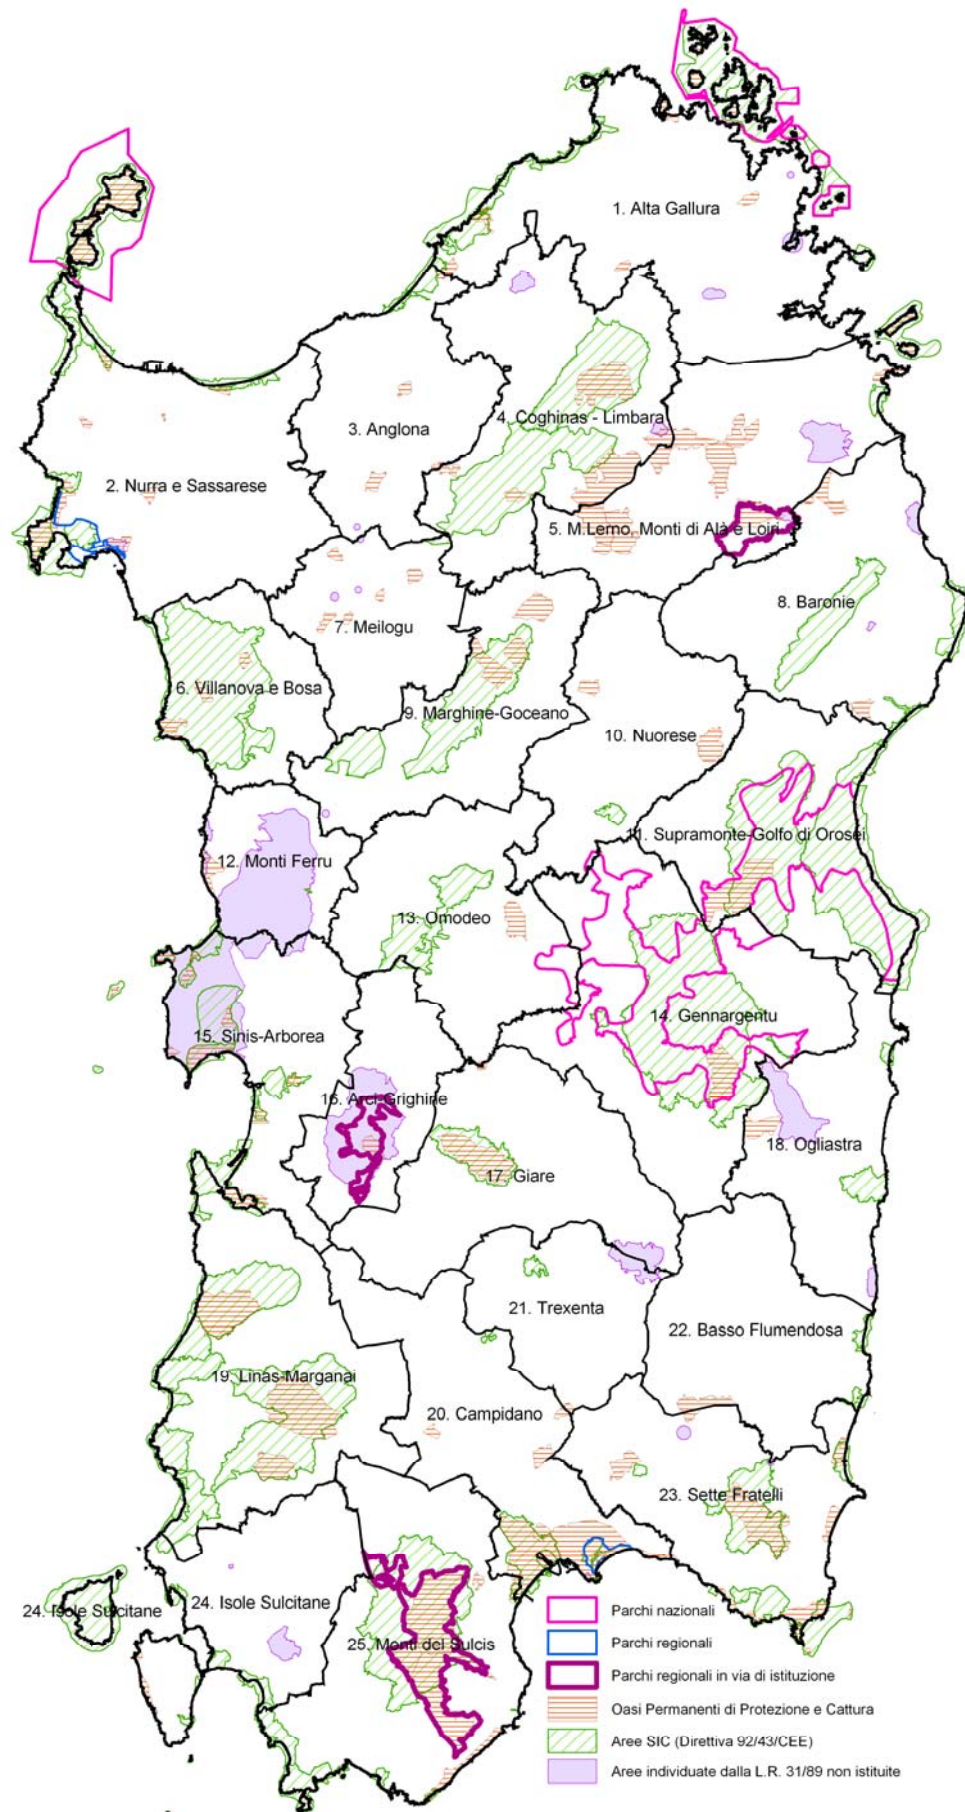 1. Alta Gallura
4. Coghinas - Limbara
3. Anglona
2. Nurra e Sassarese
5. M.Lerno, Monti di Alà e Loiri
8. Baronie
7. Meilogu
6. Villanova e Bosa
9. Marghine-Goceano
10. Nuorese
11. Supramonte-Golfo di Orosei
12. Monti Ferru
13. Omodeo
14. Gennargentu
15. Sinis-Arborea
16. Arci-Grighine
18. Ogliastra
17. Giare
21. Trexenta
22. Basso Flumendosa
19. Linas-Marganai
20. Campidano
23. Sette Fratelli
24. Isole Sulcitane
24. Isole Sulcitane
25. Monti del Sulcis
Parchi nazionali
Parchi regionali
Parchi regionali in via di istituzione
Oasi Permanenti di Protezione e Cattura
Aree SIC (Direttiva 92/43/CEE)
Aree individuate dalla L.R. 31/89 non istituite